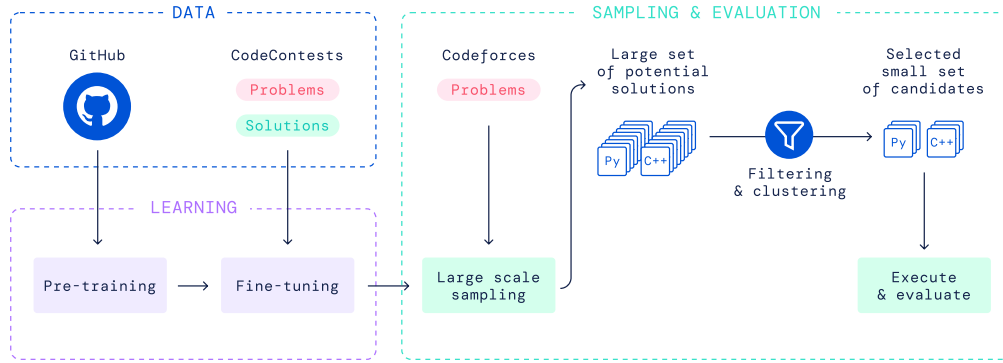 DATA
GitHub
CodeContests
Problems
Solutions
LEARNING
Pre-training
Fine-tuning
SAMPLING & EVALUATION
Codeforces
Problems
Large scale
sampling
Large set
of potential
solutions
Py
C++
Filtering
& clustering
Selected
small set
of candidates
Py
C++
Execute
& evaluate